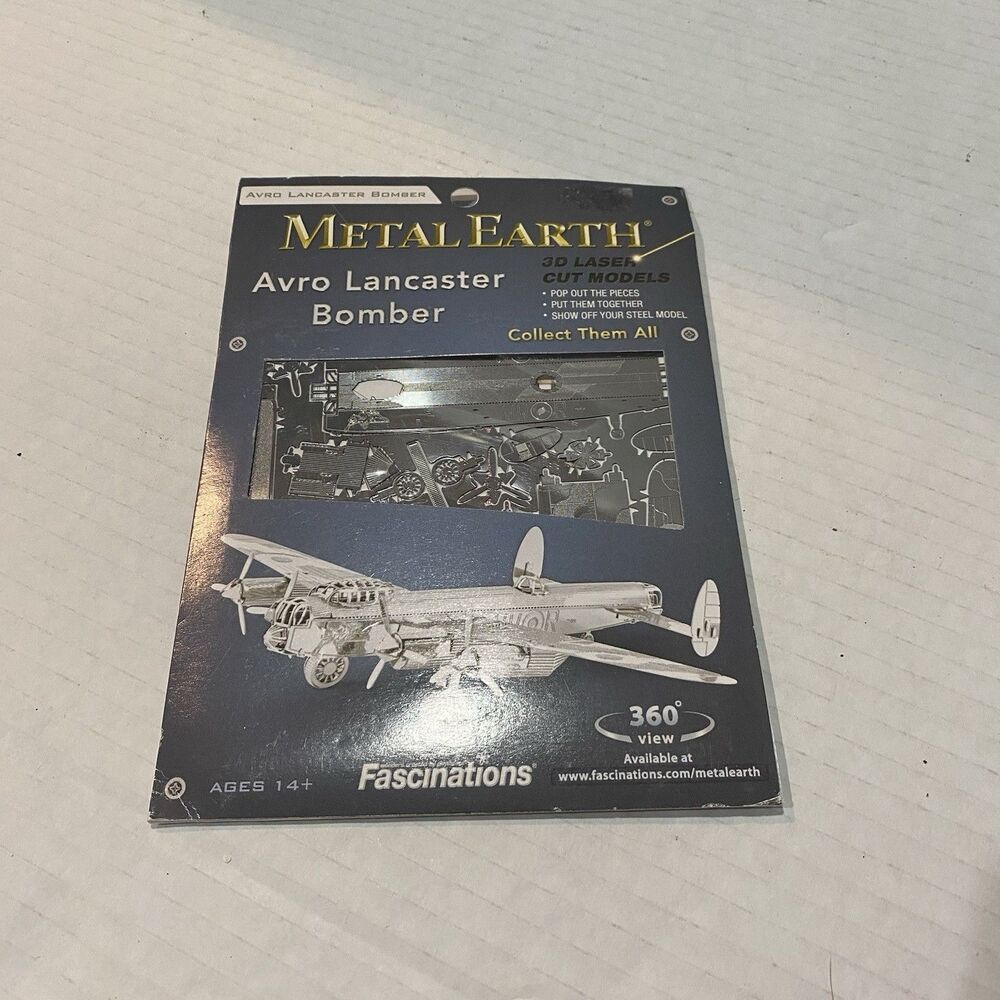 AVRO LANCASTER BOMBER
METAL EARTH®
3D LASER
CUT MODELS
Avro Lancaster
Bomber
• POP OUT THE PIECES
• PUT THEM TOGETHER
• SHOW OFF YOUR STEEL MODEL
Collect Them All
360°
view
Available at
www.fascinations.com/metalearth
Fascinations®
AGES 14+